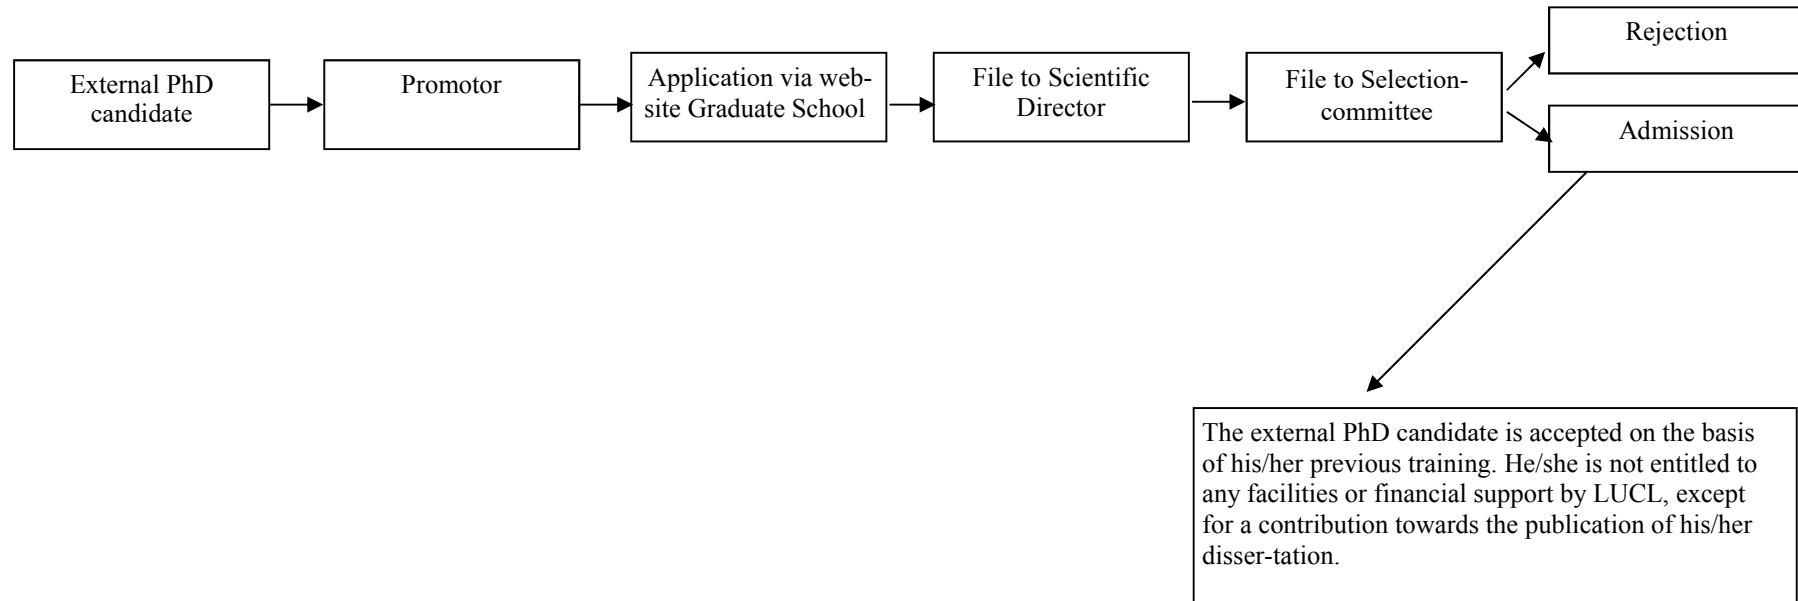 External PhD
candidate
Promotor
Application via web-
site Graduate School
File to Scientific
Director
File to Selection-
committee
Rejection
Admission
The external PhD candidate is accepted on the basis
of his/her previous training. He/she is not entitled to
any facilities or financial support by LUCL, except
for a contribution towards the publication of his/her
disser-tation.